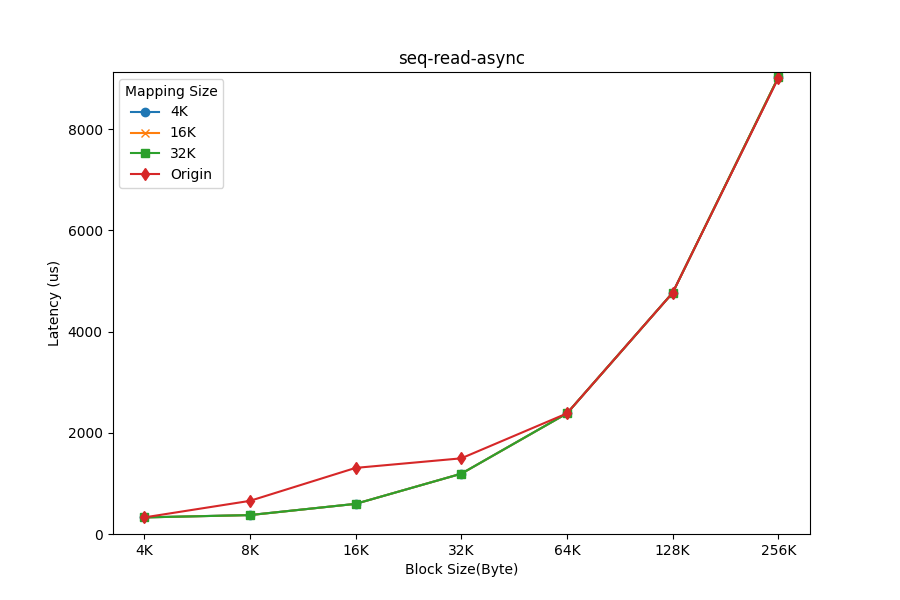 seq-read-async
Mapping Size
4K
16K
32K
Origin
Latency (us)
8000
6000
4000
2000
0
4K 8K 16K 32K 64K 128K 256K
Block Size(Byte)